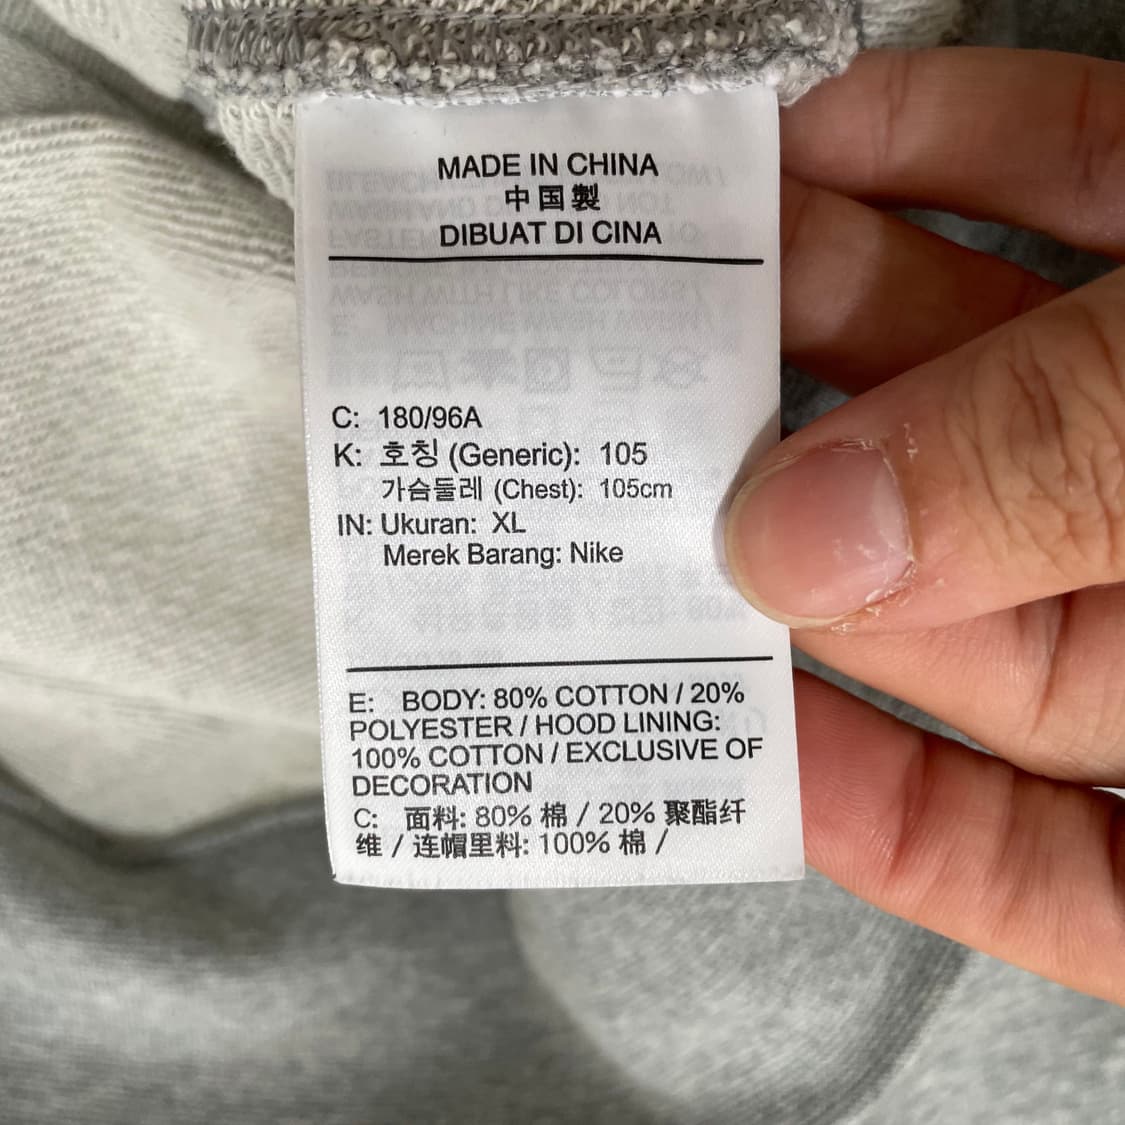 MADE IN CHINA
中国製
DIBUAT DI CINA
C: 180/96A
K: 호칭 (Generic): 105
가슴둘레 (Chest): 105cm
IN: Ukuran: XL
Merek Barang: Nike
E: BODY: 80% COTTON / 20%
POLYESTER / HOOD LINING:
100% COTTON / EXCLUSIVE OF
DECORATION
C: 面料: 80% 棉 / 20% 聚酯纤
维 / 连帽里料: 100% 棉 /